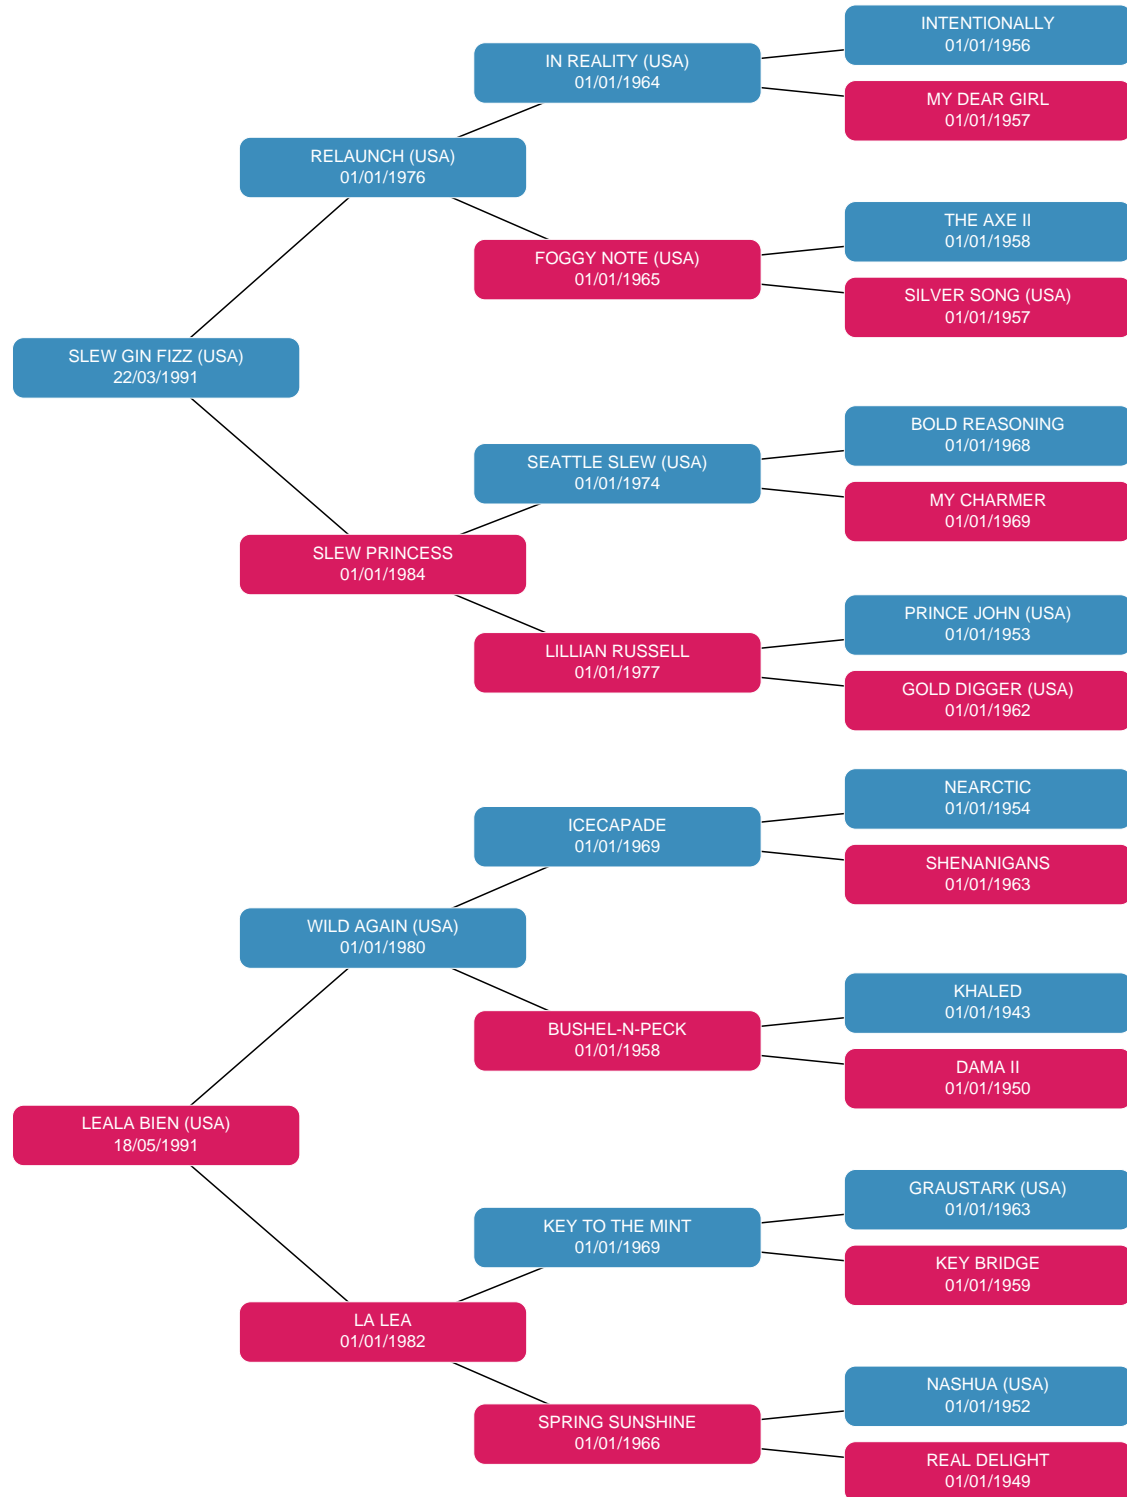 INTENTIONALLY
01/01/1956
IN REALITY (USA)
01/01/1964
MY DEAR GIRL
01/01/1957
RELAUNCH (USA)
01/01/1976
THE AXE II
01/01/1958
FOGGY NOTE (USA)
01/01/1965
SILVER SONG (USA)
01/01/1957
SLEW GIN FIZZ (USA)
22/03/1991
BOLD REASONING
01/01/1968
SEATTLE SLEW (USA)
01/01/1974
MY CHARMER
01/01/1969
SLEW PRINCESS
01/01/1984
PRINCE JOHN (USA)
01/01/1953
LILLIAN RUSSELL
01/01/1977
GOLD DIGGER (USA)
01/01/1962
NEARCTIC
01/01/1954
ICECAPADE
01/01/1969
SHENANIGANS
01/01/1963
WILD AGAIN (USA)
01/01/1980
KHALED
01/01/1943
BUSHEL-N-PECK
01/01/1958
DAMA II
01/01/1950
LEALA BIEN (USA)
18/05/1991
GRAUSTARK (USA)
01/01/1963
KEY TO THE MINT
01/01/1969
KEY BRIDGE
01/01/1959
LA LEA
01/01/1982
NASHUA (USA)
01/01/1952
SPRING SUNSHINE
01/01/1966
REAL DELIGHT
01/01/1949